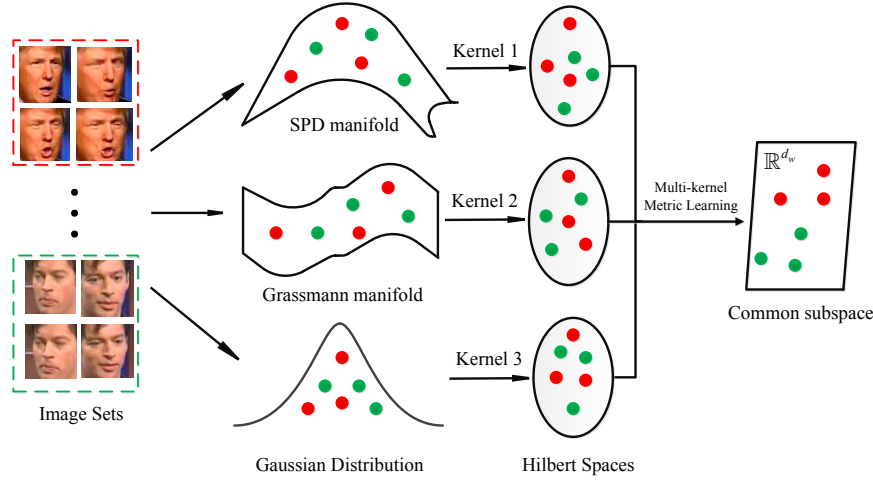 Kernel 1
SPD manifold
ℝ^{d_w}
Kernel 2
Multi-kernel
Metric Learning
Grassmann manifold
Common subspace
Kernel 3
Image Sets
Gaussian Distribution
Hilbert Spaces